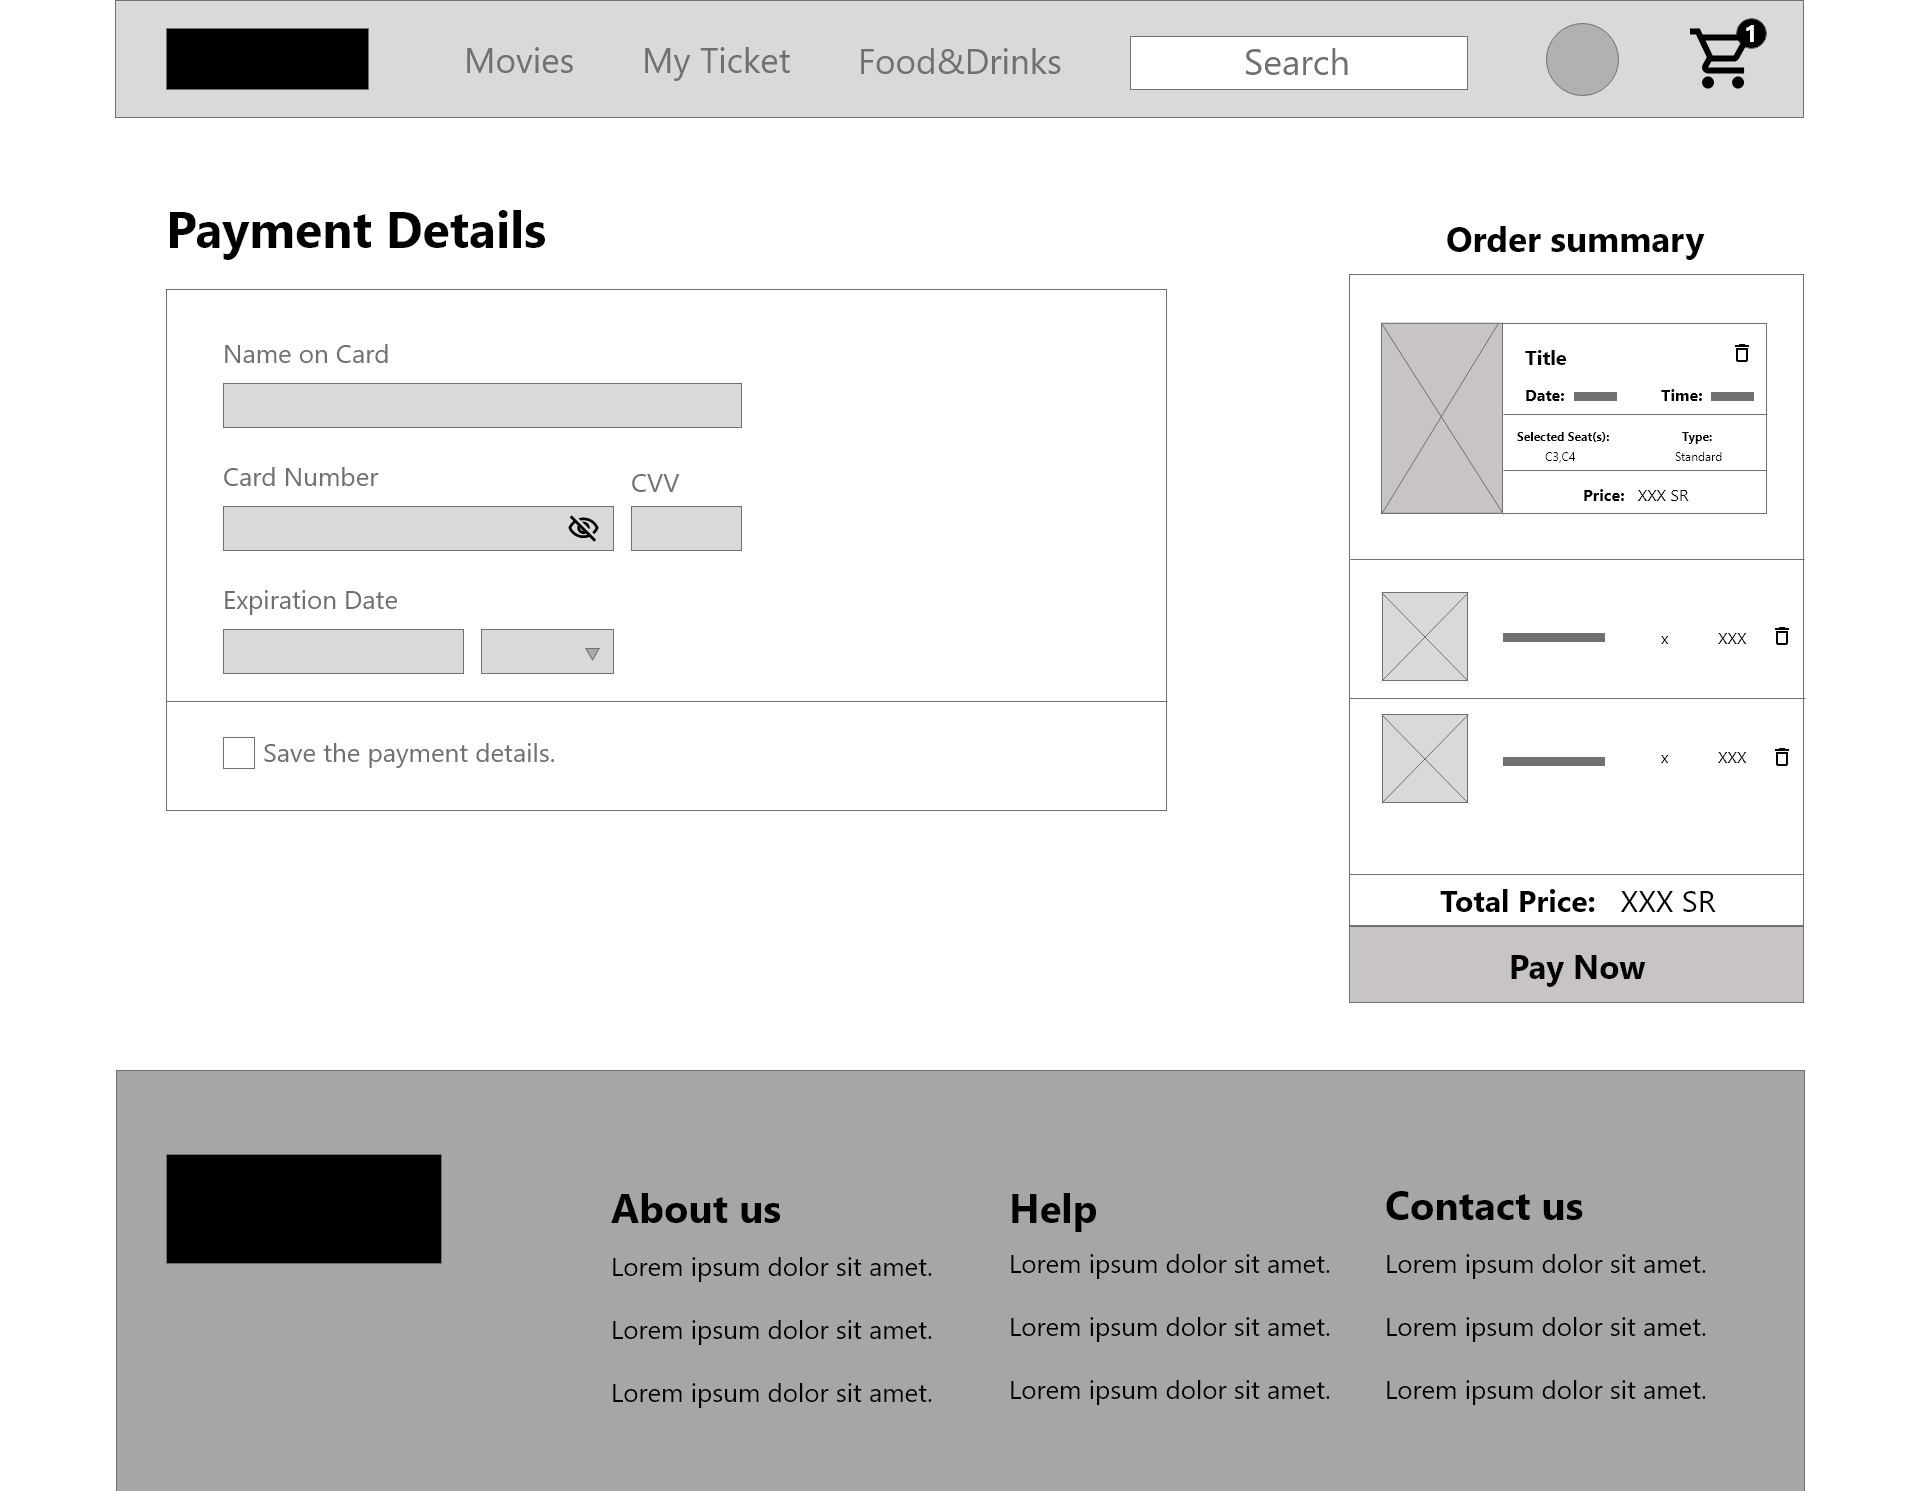 Movies
My Ticket
Food&Drinks
Search
1
Payment Details
Name on Card
Card Number
CVV
Expiration Date
Save the payment details.
Order summary
Title
Date:
Time:
Selected Seat(s):
Type:
C3,C4
Standard
Price: XXX SR
x XXX
x XXX
Total Price: XXX SR
Pay Now
About us
Lorem ipsum dolor sit amet.
Lorem ipsum dolor sit amet.
Lorem ipsum dolor sit amet.
Help
Lorem ipsum dolor sit amet.
Lorem ipsum dolor sit amet.
Lorem ipsum dolor sit amet.
Contact us
Lorem ipsum dolor sit amet.
Lorem ipsum dolor sit amet.
Lorem ipsum dolor sit amet.